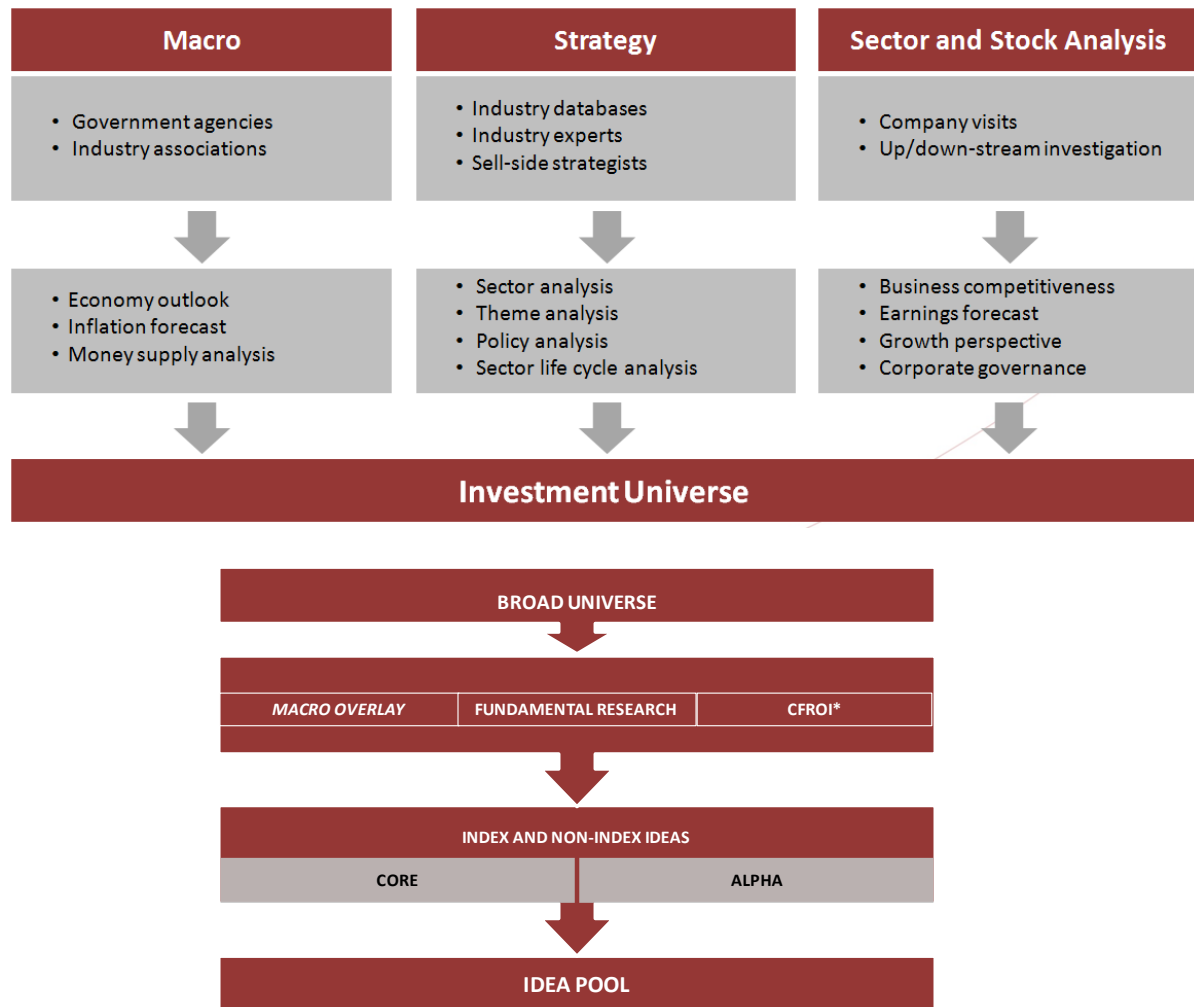 Macro
• Government agencies
• Industry associations
• Economy outlook
• Inflation forecast
• Money supply analysis
Strategy
• Industry databases
• Industry experts
• Sell-side strategists
• Sector analysis
• Theme analysis
• Policy analysis
• Sector life cycle analysis
Sector and Stock Analysis
• Company visits
• Up/down-stream investigation
• Business competitiveness
• Earnings forecast
• Growth perspective
• Corporate governance
Investment Universe
BROAD UNIVERSE
MACRO OVERLAY
FUNDAMENTAL RESEARCH
CFROI*
INDEX AND NON-INDEX IDEAS
CORE
ALPHA
IDEA POOL